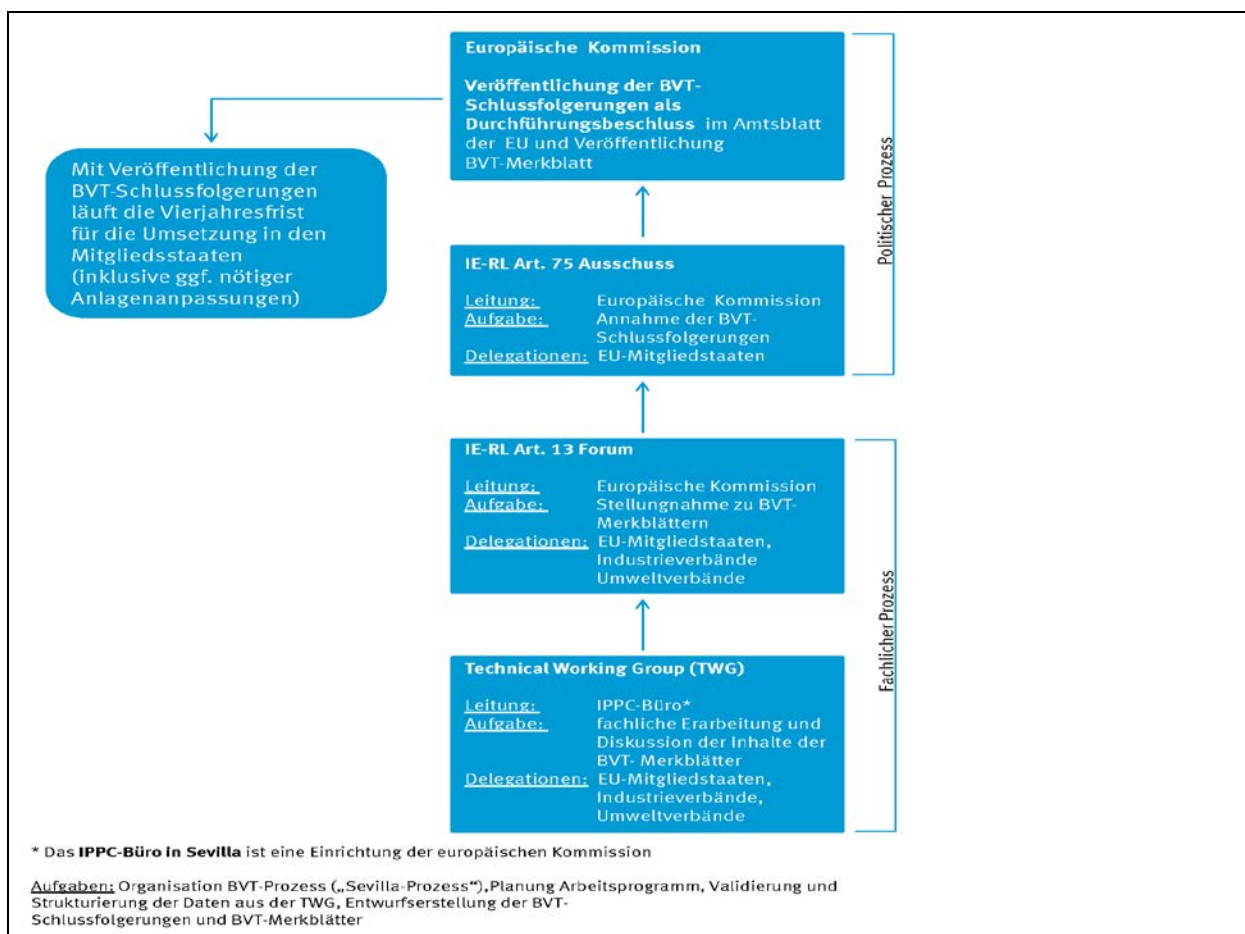 Europäische Kommission
Veröffentlichung der BVT-
Schlussfolgerungen als
Durchführungsbeschluss im Amtsblatt
der EU und Veröffentlichung
BVT-Merkblatt
Mit Veröffentlichung der
BVT-Schlussfolgerungen
läuft die Vierjahresfrist
für die Umsetzung in den
Mitgliedsstaaten
(inklusive ggf. nötiger
Anlagenanpassungen)
IE-RL Art. 75 Ausschuss
Leitung: Europäische Kommission
Aufgabe: Annahme der BVT-
Schlussfolgerungen
Delegationen: EU-Mitgliedstaaten
Politischer Prozess
IE-RL Art. 13 Forum
Leitung: Europäische Kommission
Aufgabe: Stellungnahme zu BVT-
Merkblättern
Delegationen: EU-Mitgliedstaaten,
Industrieverbände
Umweltverbände
Technical Working Group (TWG)
Leitung: IPPC-Büro*
Aufgabe: fachliche Erarbeitung und
Diskussion der Inhalte der
BVT- Merkblätter
Delegationen: EU-Mitgliedstaaten,
Industrieverbände,
Umweltverbände
Fachlicher Prozess
* Das IPPC-Büro in Sevilla ist eine Einrichtung der europäischen Kommission
Aufgaben: Organisation BVT-Prozess („Sevilla-Prozess“),Planung Arbeitsprogramm, Validierung und
Strukturierung der Daten aus der TWG, Entwurfserstellung der BVT-
Schlussfolgerungen und BVT-Merkblätter